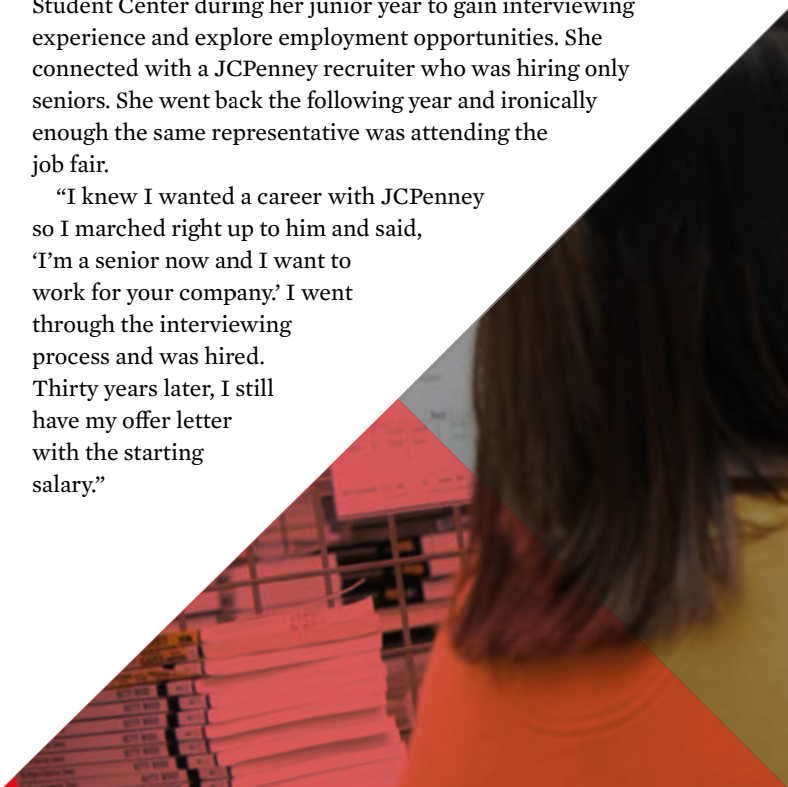 Student Center during her junior year to gain interviewing
experience and explore employment opportunities. She
connected with a JCPenney recruiter who was hiring only
seniors. She went back the following year and ironically
enough the same representative was attending the
job fair.
“I knew I wanted a career with JCPenney
so I marched right up to him and said,
‘I’m a senior now and I want to
work for your company.’ I went
through the interviewing
process and was hired.
Thirty years later, I still
have my offer letter
with the starting
salary.”